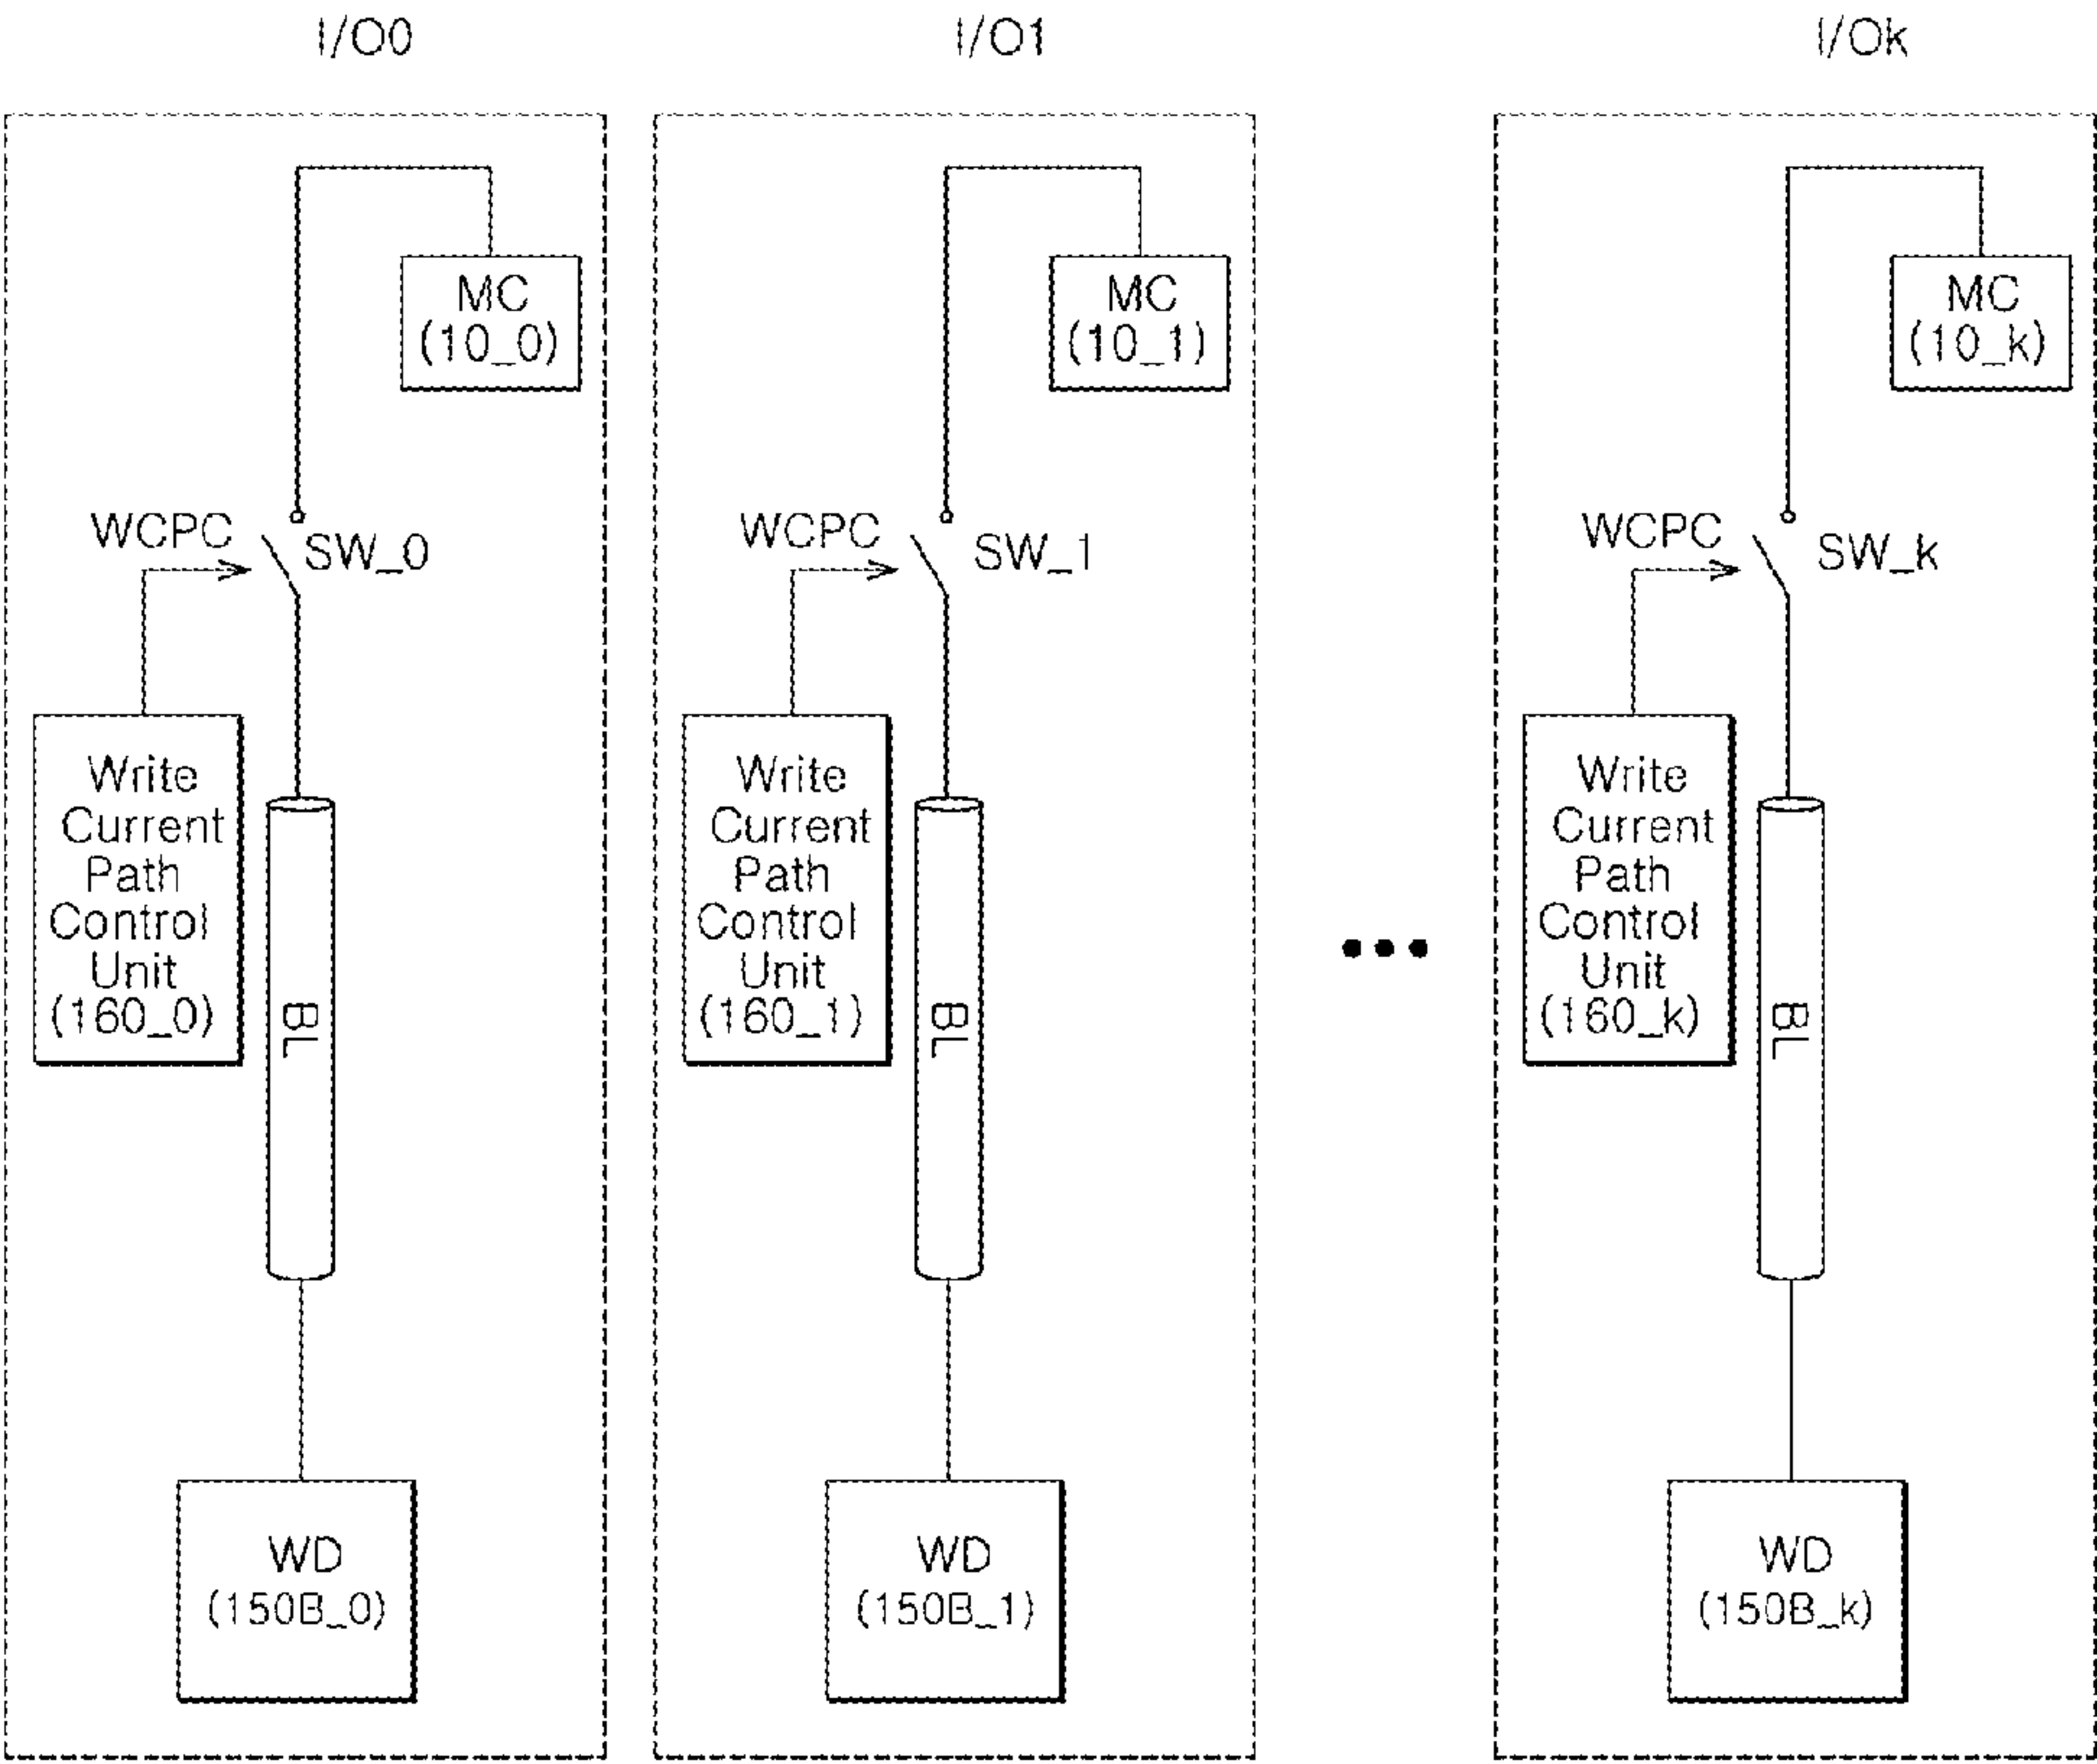 I/O0
I/O1
I/Ok
MC
(10_0)
MC
(10_1)
MC
(10_k)
WCPC
SW_0
WCPC
SW_1
WCPC
SW_k
Write
Current
Path
Control
Unit
(160_0)
BL
Write
Current
Path
Control
Unit
(160_1)
BL
Write
Current
Path
Control
Unit
(160_k)
BL
WD
(150B_0)
WD
(150B_1)
WD
(150B_k)